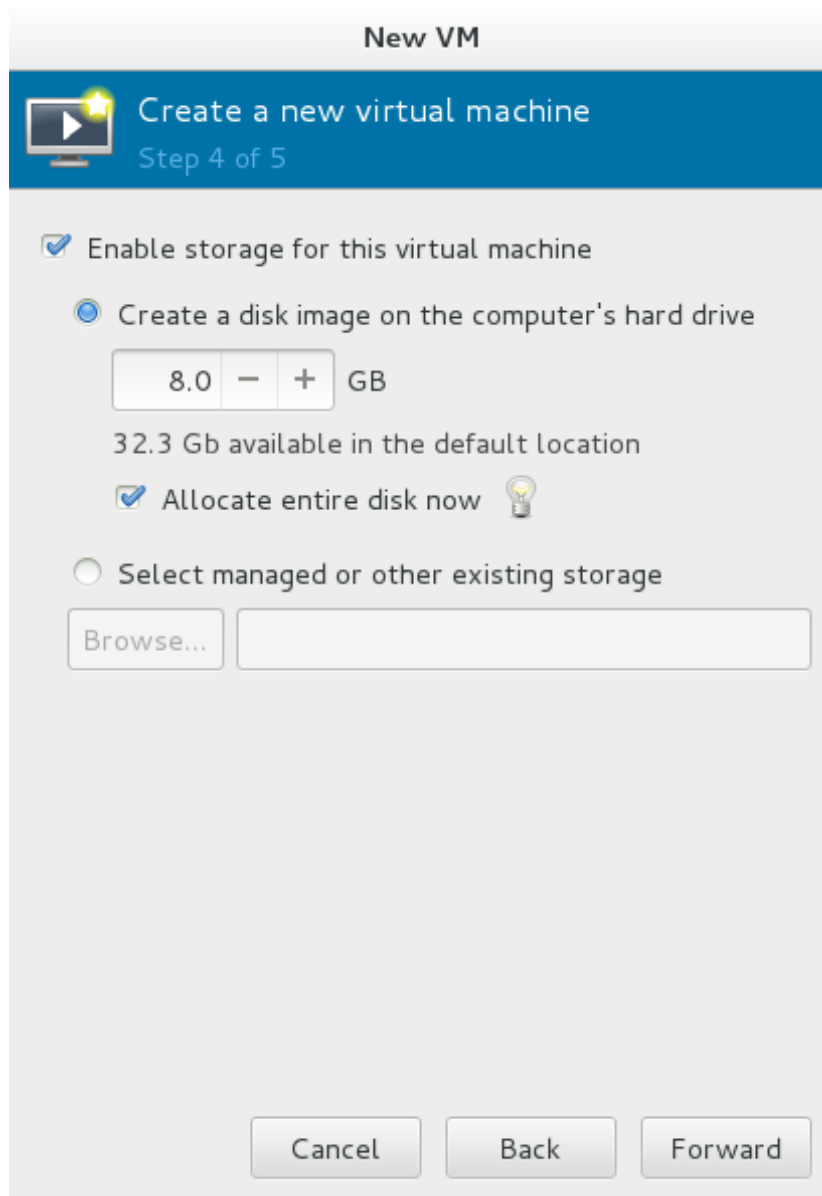 New VM
Create a new virtual machine
Step 4 of 5
Enable storage for this virtual machine
Create a disk image on the computer's hard drive
8.0 − + GB
32.3 Gb available in the default location
Allocate entire disk now
Select managed or other existing storage
Browse...
Cancel Back Forward